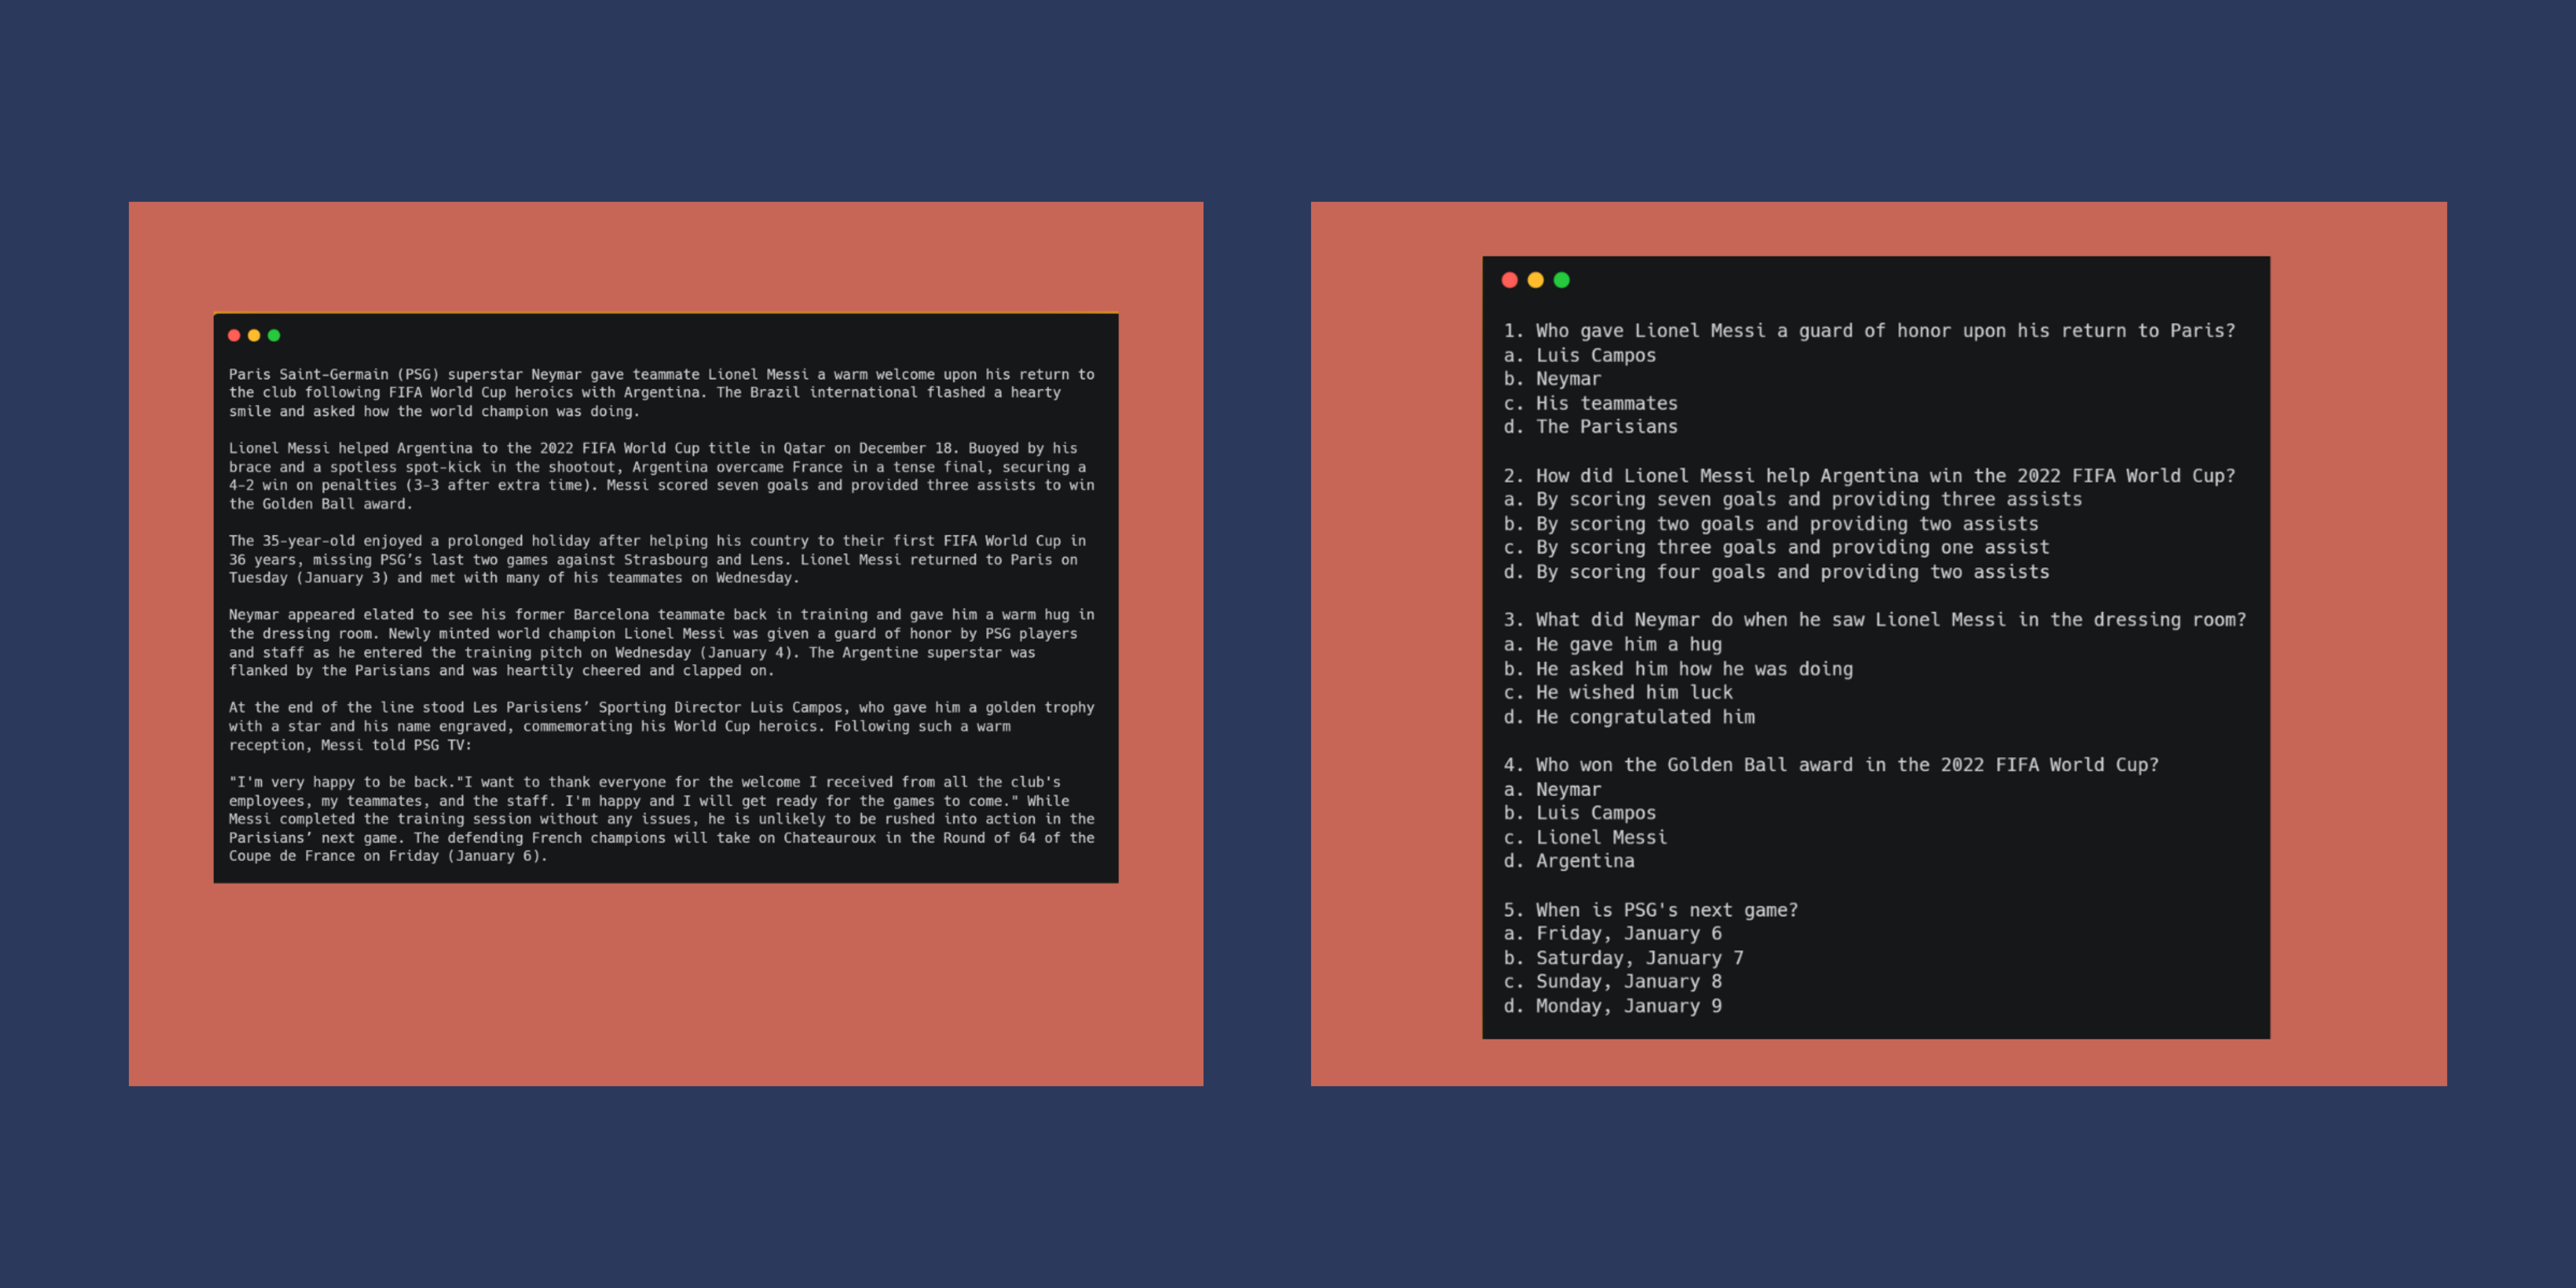 Paris Saint-Germain (PSG) superstar Neymar gave teammate Lionel Messi a warm welcome upon his return to
the club following FIFA World Cup heroics with Argentina. The Brazil international flashed a hearty
smile and asked how the world champion was doing.
Lionel Messi helped Argentina to the 2022 FIFA World Cup title in Qatar on December 18. Buoyed by his
brace and a spotless spot-kick in the shootout, Argentina overcame France in a tense final, securing a
4-2 win on penalties (3-3 after extra time). Messi scored seven goals and provided three assists to win
the Golden Ball award.
The 35-year-old enjoyed a prolonged holiday after helping his country to their first FIFA World Cup in
36 years, missing PSG’s last two games against Strasbourg and Lens. Lionel Messi returned to Paris on
Tuesday (January 3) and met with many of his teammates on Wednesday.
Neymar appeared elated to see his former Barcelona teammate back in training and gave him a warm hug in
the dressing room. Newly minted world champion Lionel Messi was given a guard of honor by PSG players
and staff as he entered the training pitch on Wednesday (January 4). The Argentine superstar was
flanked by the Parisians and was heartily cheered and clapped on.
At the end of the line stood Les Parisiens’ Sporting Director Luis Campos, who gave him a golden trophy
with a star and his name engraved, commemorating his World Cup heroics. Following such a warm
reception, Messi told PSG TV:
"I'm very happy to be back."I want to thank everyone for the welcome I received from all the club's
employees, my teammates, and the staff. I'm happy and I will get ready for the games to come." While
Messi completed the training session without any issues, he is unlikely to be rushed into action in the
Parisians’ next game. The defending French champions will take on Chateauroux in the Round of 64 of the
Coupe de France on Friday (January 6).
1. Who gave Lionel Messi a guard of honor upon his return to Paris?
a. Luis Campos
b. Neymar
c. His teammates
d. The Parisians
2. How did Lionel Messi help Argentina win the 2022 FIFA World Cup?
a. By scoring seven goals and providing three assists
b. By scoring two goals and providing two assists
c. By scoring three goals and providing one assist
d. By scoring four goals and providing two assists
3. What did Neymar do when he saw Lionel Messi in the dressing room?
a. He gave him a hug
b. He asked him how he was doing
c. He wished him luck
d. He congratulated him
4. Who won the Golden Ball award in the 2022 FIFA World Cup?
a. Neymar
b. Luis Campos
c. Lionel Messi
d. Argentina
5. When is PSG's next game?
a. Friday, January 6
b. Saturday, January 7
c. Sunday, January 8
d. Monday, January 9